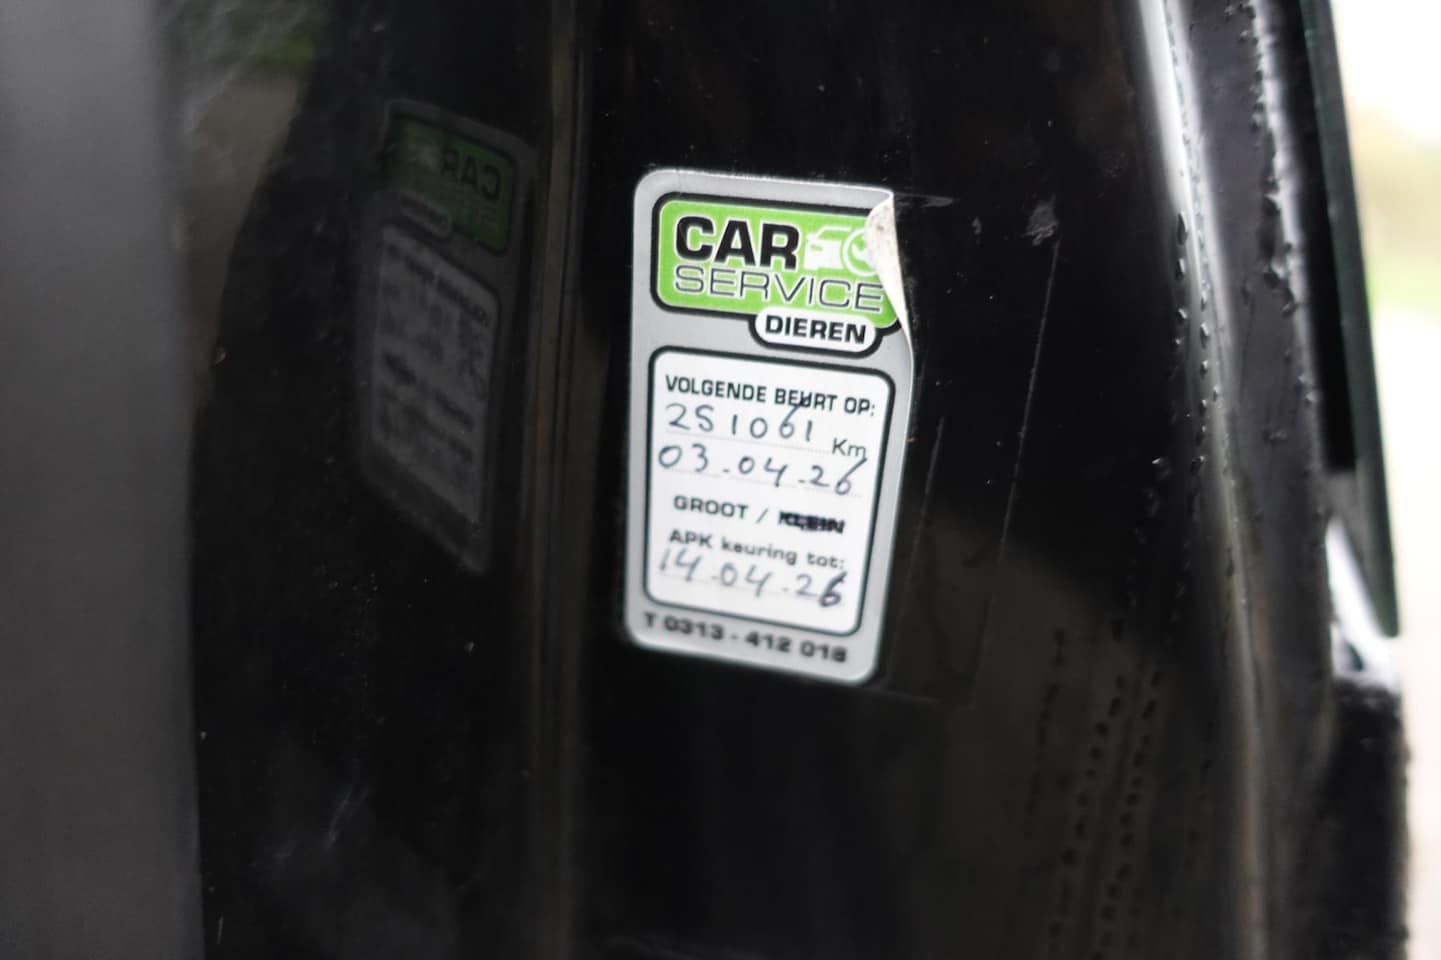 CAR
SERVICE
DIEREN
VOLGENDE BEURT OP:
251061 Km
03.04.26
GROOT / KLEIN
APK keuring tot:
14.04.26
T 0313 - 412 018